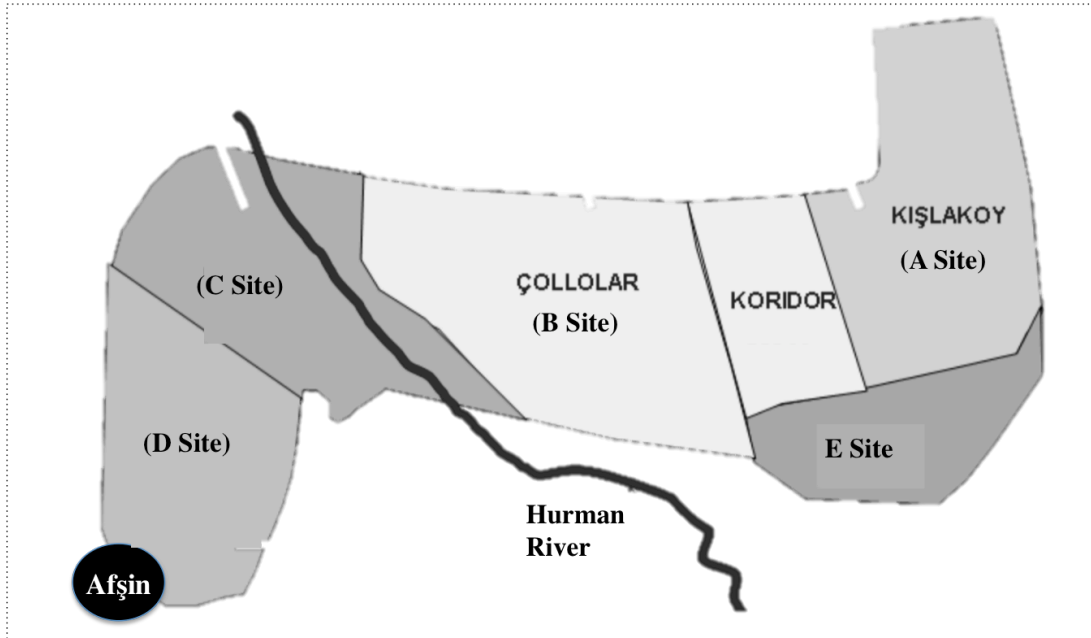 KIŞLAKOY
(A Site)
(C Site)
ÇOLLOLAR
(B Site)
KORIDOR
(D Site)
E Site
Hurman
River
Afşin